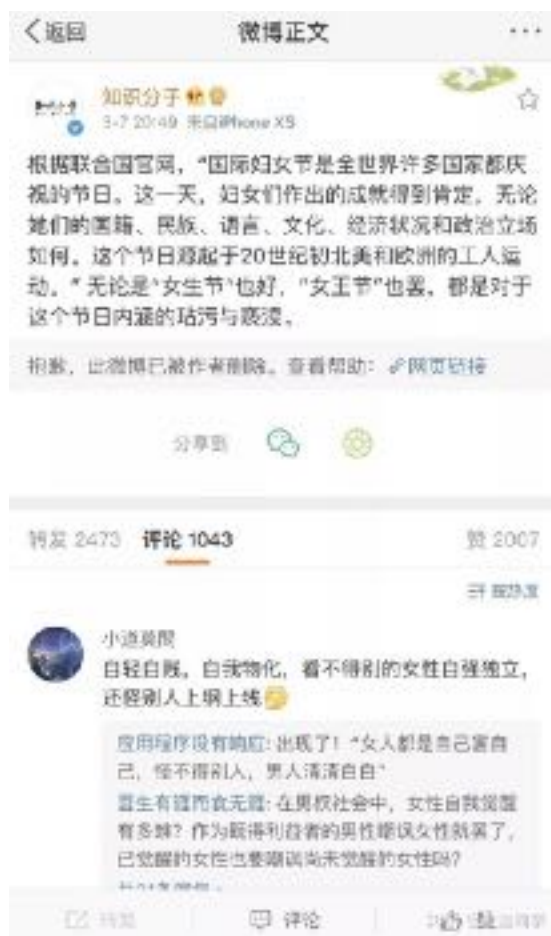 返回
微博正文
知识分子
3-7 20:49 来自iPhone XS
根据联合国官网，“国际妇女节是全世界许多国家都庆
祝的节日。这一天，妇女们作出的成就得到肯定，无论
她们的国籍、民族、语言、文化、经济状况和政治立场
如何。这个节日源起于20世纪初北美和欧洲的工人运
动。”无论是“女生节”也好，“女王节”也罢，都是对于
这个节日内涵的玷污与亵渎。
抱歉，此微博已被作者删除。查看帮助： 网页链接
分享到
转发 2473 评论 1043 赞 2007
按热度
小道莫問
自轻自贱，自我物化，看不得别的女性自强独立，
还怪别人上纲上线
应用程序没有响应: 出现了！“女人都是自己害自
己，怪不得别人，男人清清白白”
在男权社会中，女性自我觉醒
有多难？作为既得利益者的男性嘲讽女性就罢了，
已觉醒的女性也要嘲讽尚未觉醒的女性吗？
转发 评论